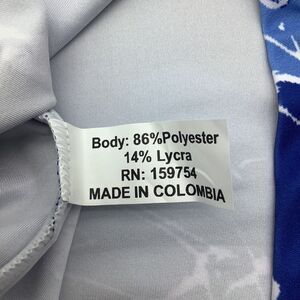 Body: 86%Polyester
14% Lycra
RN: 159754
MADE IN COLOMBIA